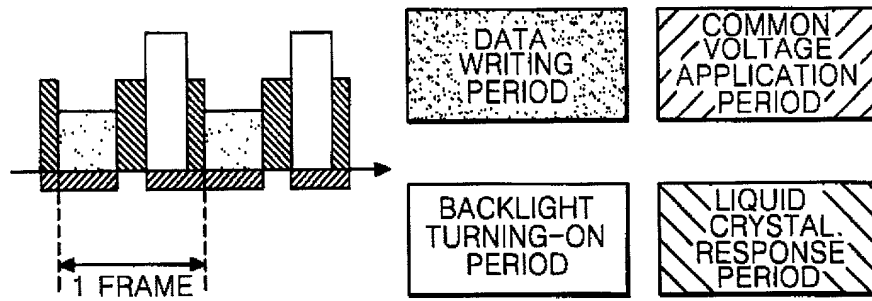 DATA
WRITING
PERIOD
COMMON
VOLTAGE
APPLICATION
PERIOD
BACKLIGHT
TURNING-ON
PERIOD
LIQUID
CRYSTAL.
RESPONSE
PERIOD
1 FRAME